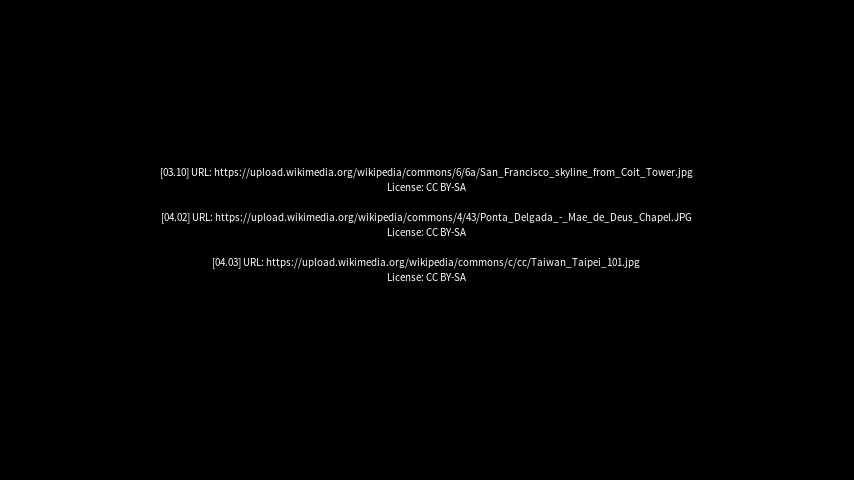 [03.10] URL: https://upload.wikimedia.org/wikipedia/commons/6/6a/San_Francisco_skyline_from_Coit_Tower.jpg
License: CC BY-SA
[04.02] URL: https://upload.wikimedia.org/wikipedia/commons/4/43/Ponta_Delgada_-_Mae_de_Deus_Chapel.JPG
License: CC BY-SA
[04.03] URL: https://upload.wikimedia.org/wikipedia/commons/c/cc/Taiwan_Taipei_101.jpg
License: CC BY-SA